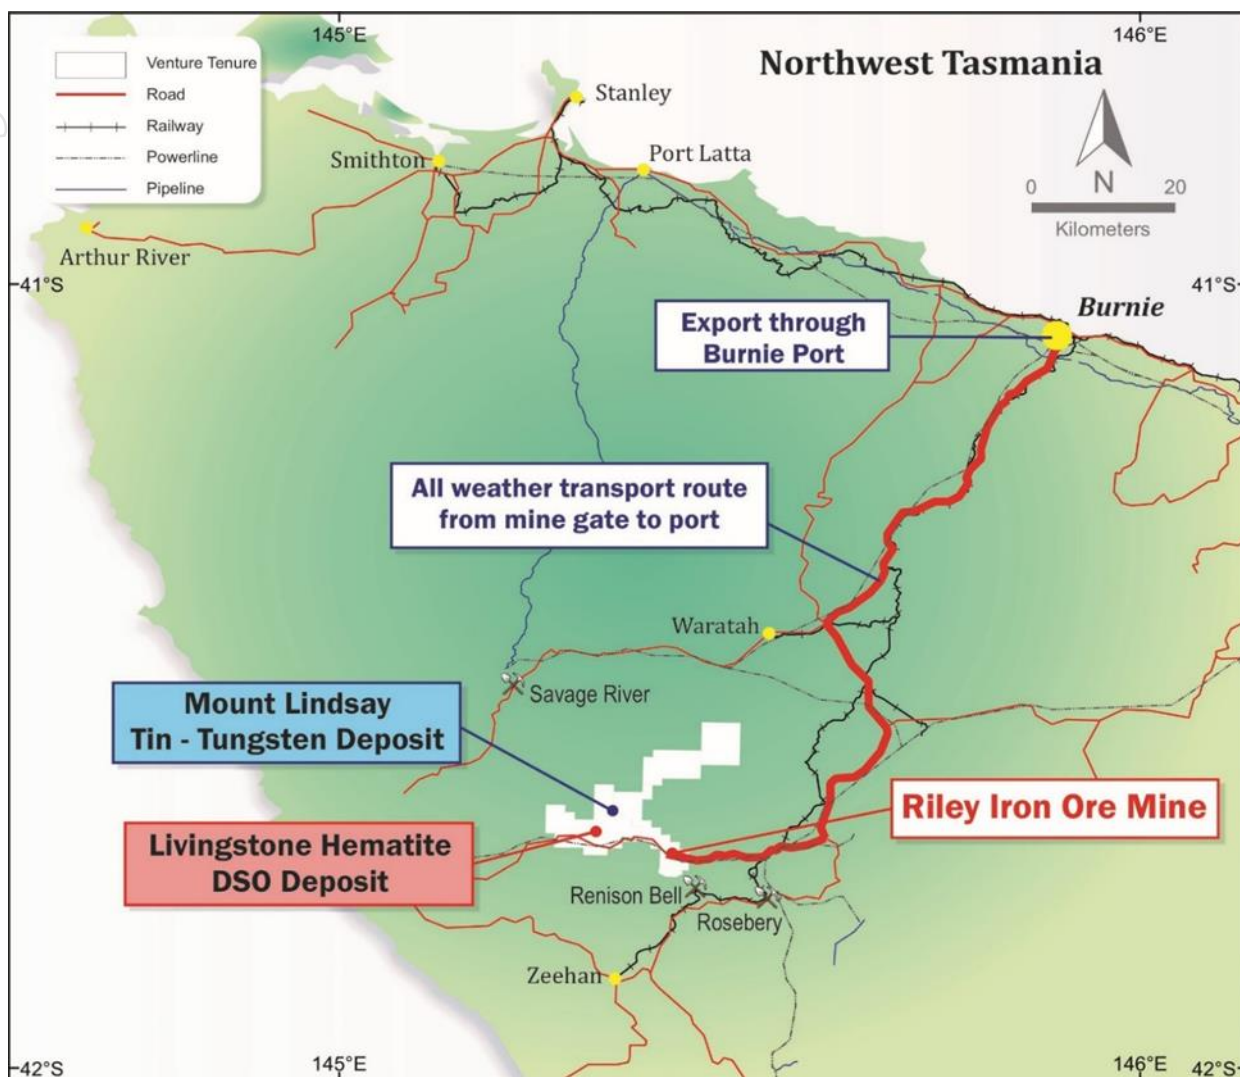 145°E
146°E
Northwest Tasmania
Venture Tenure
Road
Railway
Powerline
Pipeline
Stanley
Smithton
Port Latta
N
0 20
Kilometers
Arthur River
41°S
41°S
Burnie
Export through
Burnie Port
All weather transport route
from mine gate to port
Waratah
Savage River
Mount Lindsay
Tin - Tungsten Deposit
Riley Iron Ore Mine
Livingstone Hematite
DSO Deposit
Renison Bell
Rosebery
Zeehan
42°S
145°E
146°E
42°S